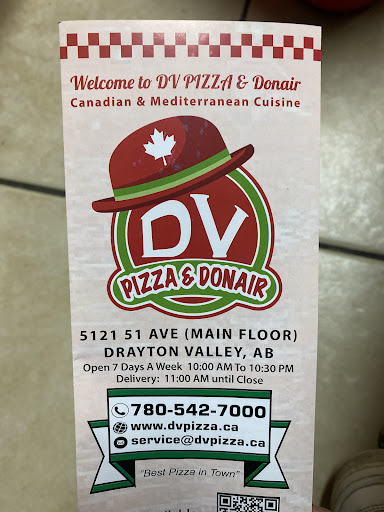 Welcome to DV PIZZA & Donair
Canadian & Mediterranean Cuisine
DV
PIZZA & DONAIR
5121 51 AVE (MAIN FLOOR)
DRAYTON VALLEY, AB
Open 7 Days A Week 10:00 AM To 10:30 PM
Delivery: 11:00 AM until Close
780-542-7000
www.dvpizza.ca
service@dvpizza.ca
"Best Pizza in Town"